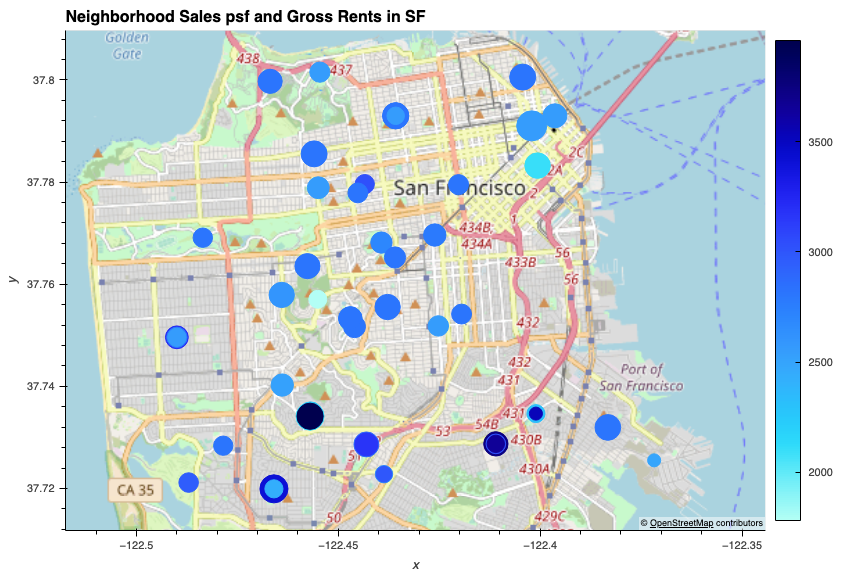 Neighborhood Sales psf and Gross Rents in SF
Golden
Gate
438
437
37.8
3500
2C
2A
37.78
San Francisco
2
1
434B
434A
56
433B
3000
56
37.76
y
432
432
2500
Port of
San Francisco
431
37.74
431
54B
53
430B
430A
2000
CA 35
37.72
50
429C
© OpenStreetMap contributors
−122.5
−122.45
−122.4
−122.35
x